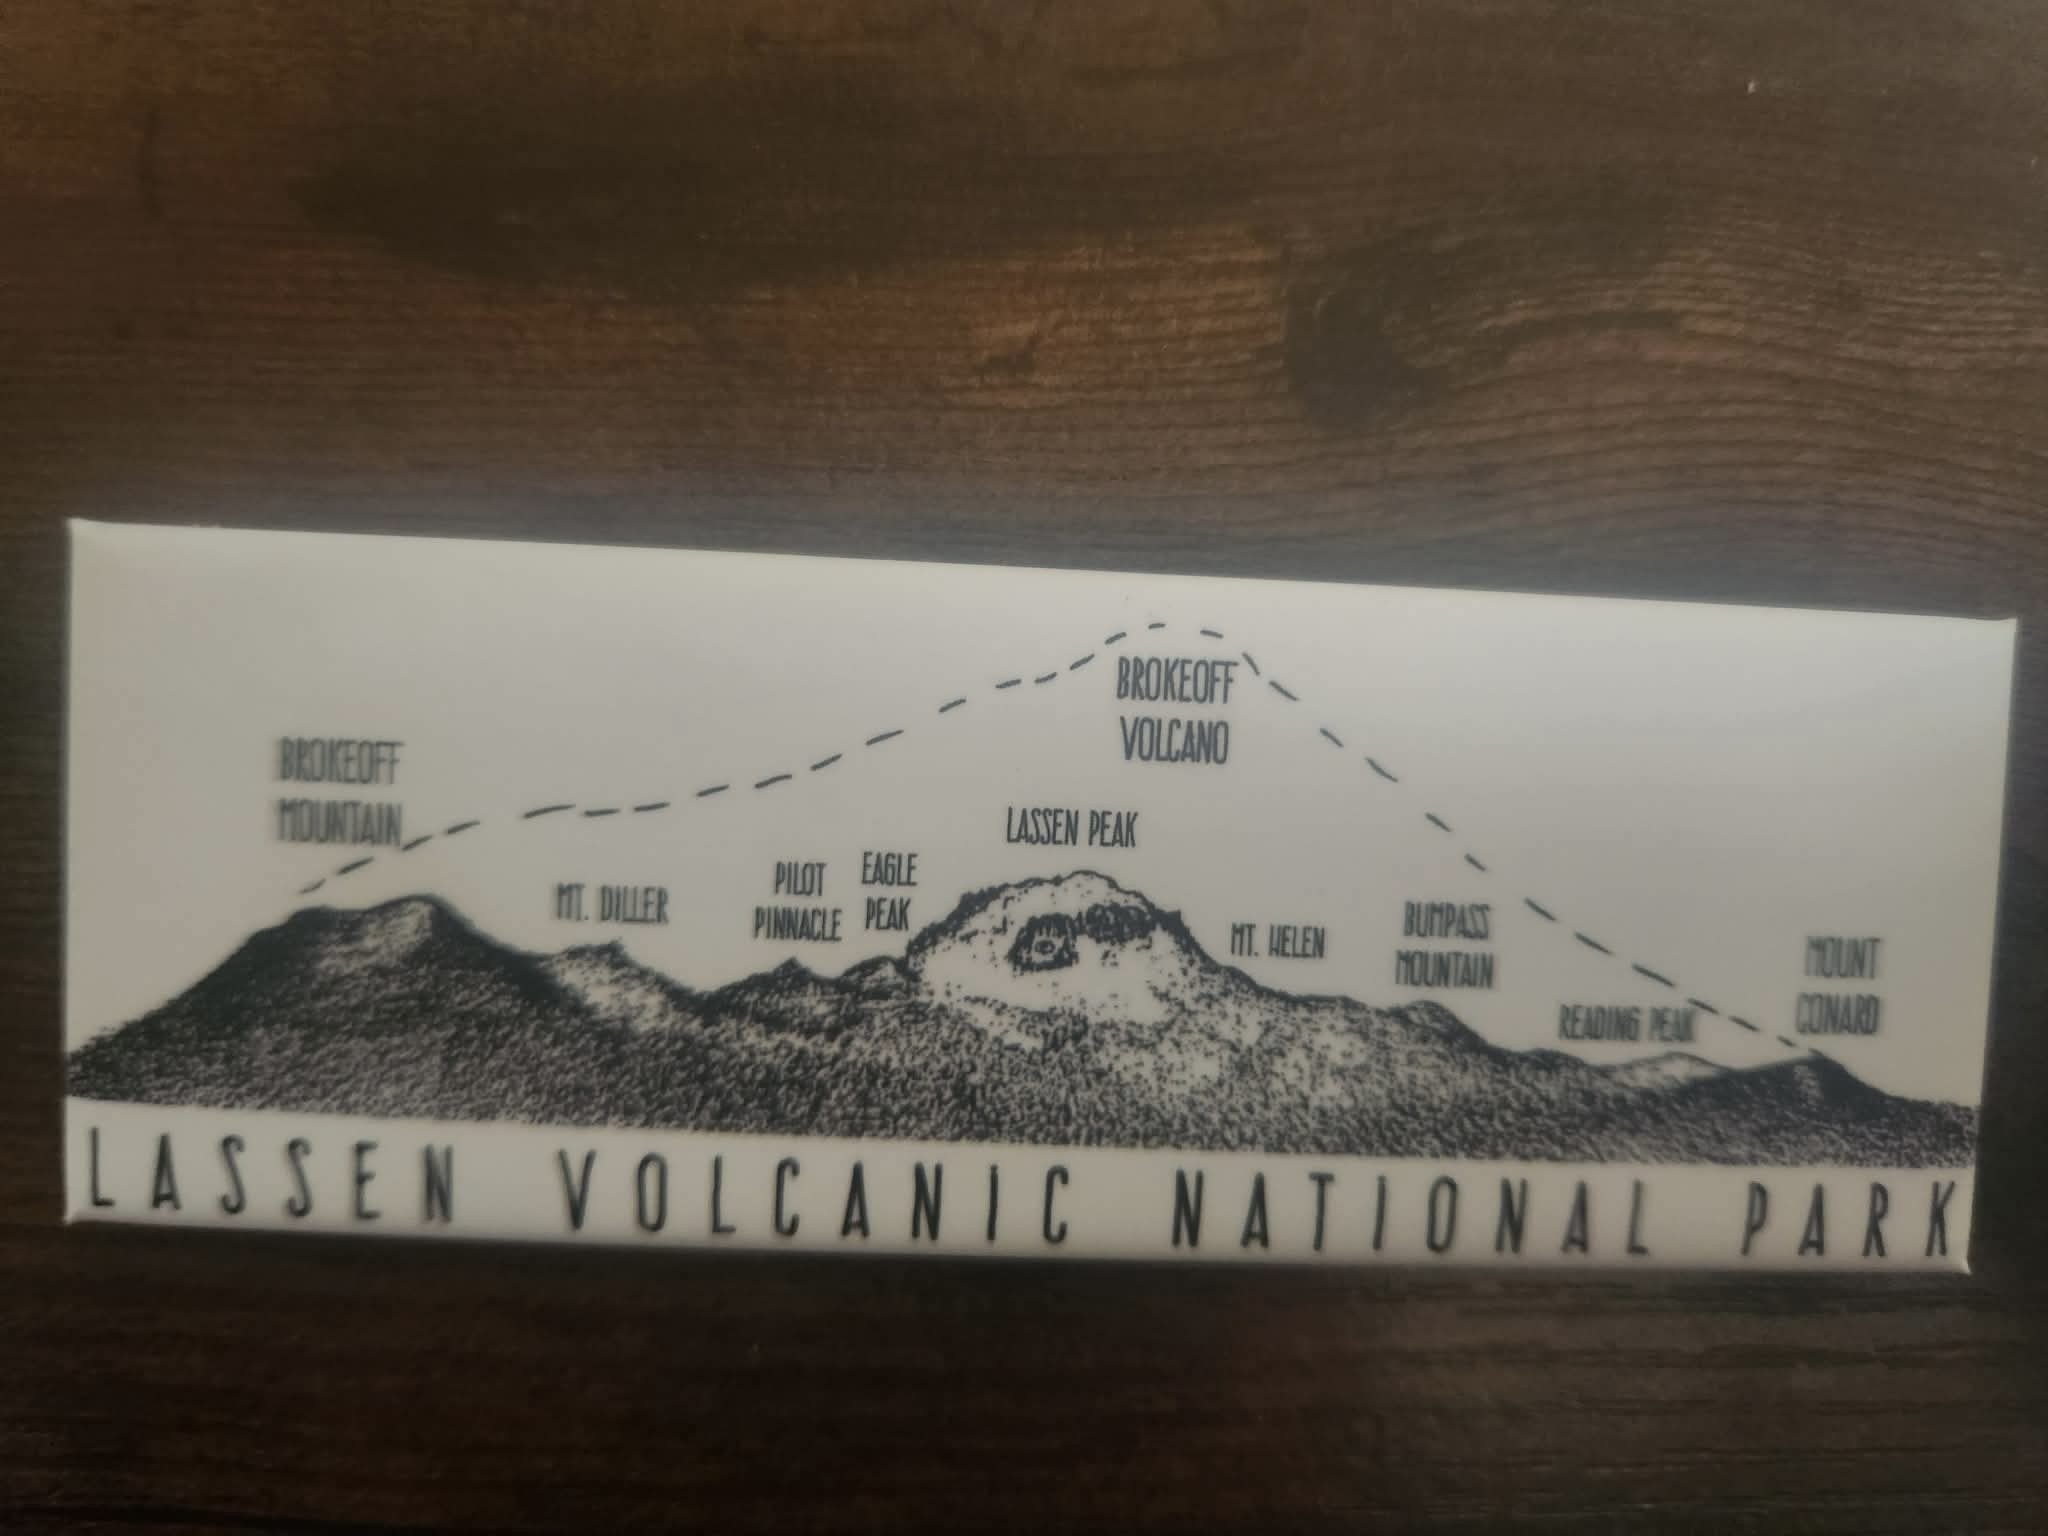 BROKEOFF
VOLCANO
BROKEOFF
MOUNTAIN
MT. DILLER
PILOT
PINNACLE
EAGLE
PEAK
LASSEN PEAK
MT. HELEN
BUMPASS
MOUNTAIN
READING PEAK
MOUNT
CONARD
LASSEN VOLCANIC NATIONAL PARK